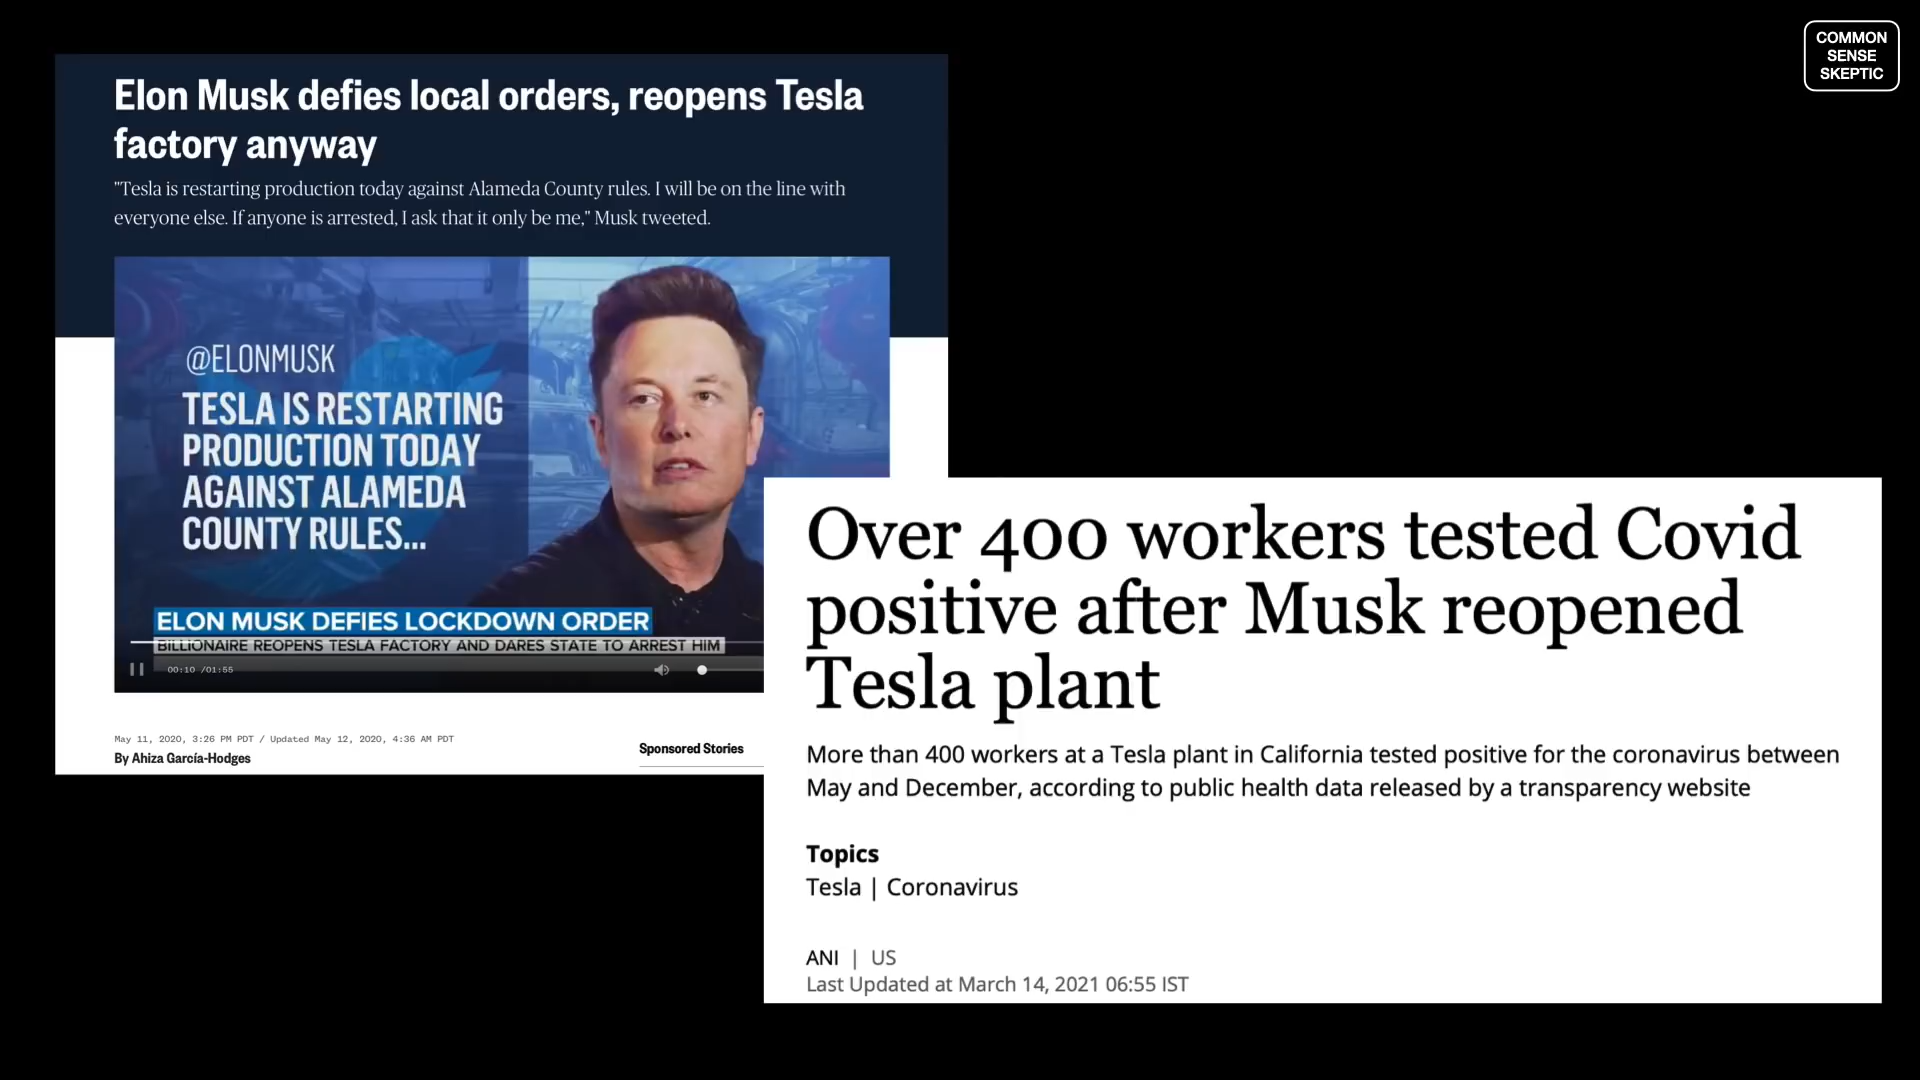 COMMON
SENSE
SKEPTIC
Elon Musk defies local orders, reopens Tesla
factory anyway
"Tesla is restarting production today against Alameda County rules. I will be on the line with
everyone else. If anyone is arrested, I ask that it only be me," Musk tweeted.
@ELONMUSK
TESLA IS RESTARTING
PRODUCTION TODAY
AGAINST ALAMEDA
COUNTY RULES...
ELON MUSK DEFIES LOCKDOWN ORDER
BILLIONAIRE REOPENS TESLA FACTORY AND DARES STATE TO ARREST HIM
00:10 /01:55
May 11, 2020, 3:26 PM PDT / Updated May 12, 2020, 4:36 AM PDT
By Ahiza García-Hodges
Sponsored Stories
Over 400 workers tested Covid
positive after Musk reopened
Tesla plant
More than 400 workers at a Tesla plant in California tested positive for the coronavirus between
May and December, according to public health data released by a transparency website
Topics
Tesla | Coronavirus
ANI | US
Last Updated at March 14, 2021 06:55 IST